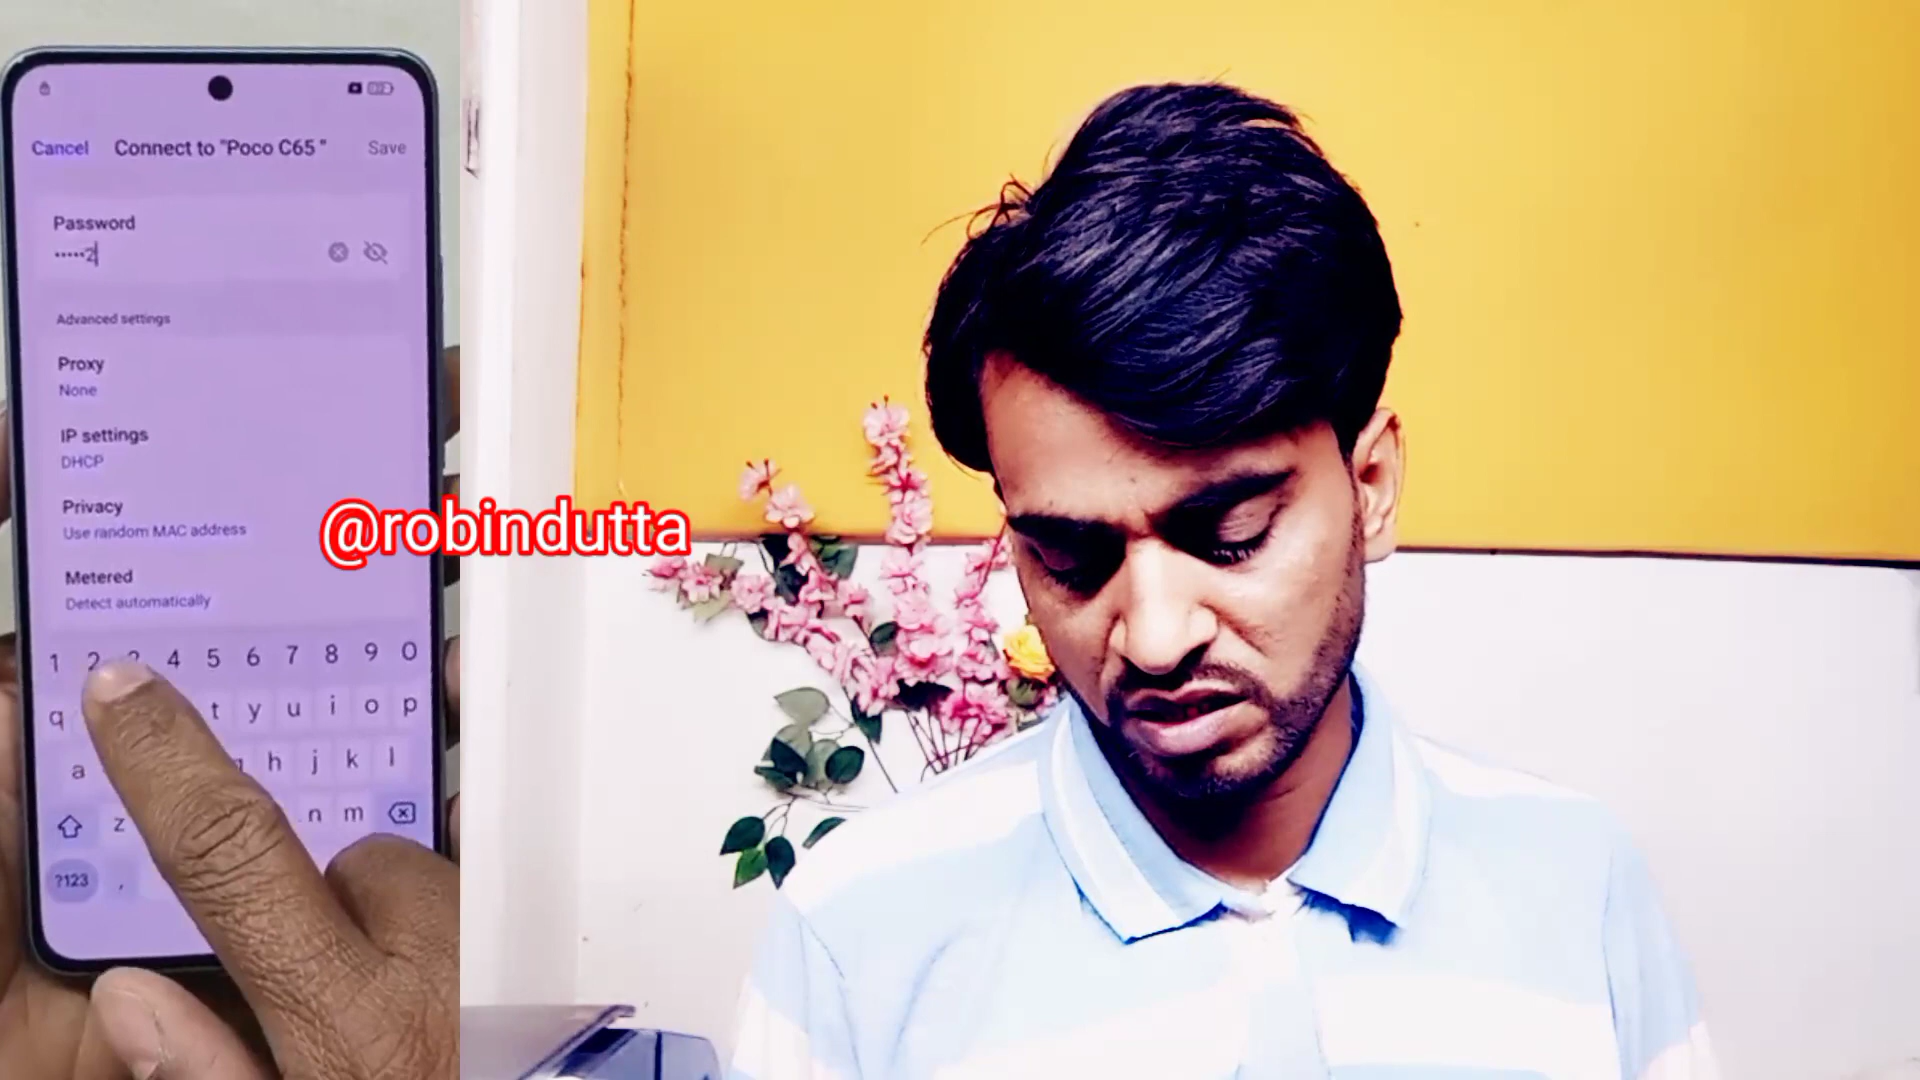 Cancel Connect to "Poco C65 " Save
Password
•••••2
Advanced settings
Proxy
None
IP settings
DHCP
Privacy
Use random MAC address
@robindutta
Metered
Detect automatically
1 2 3 4 5 6 7 8 9 0
q t y u i o p
a h j k l
z n m
?123 ,